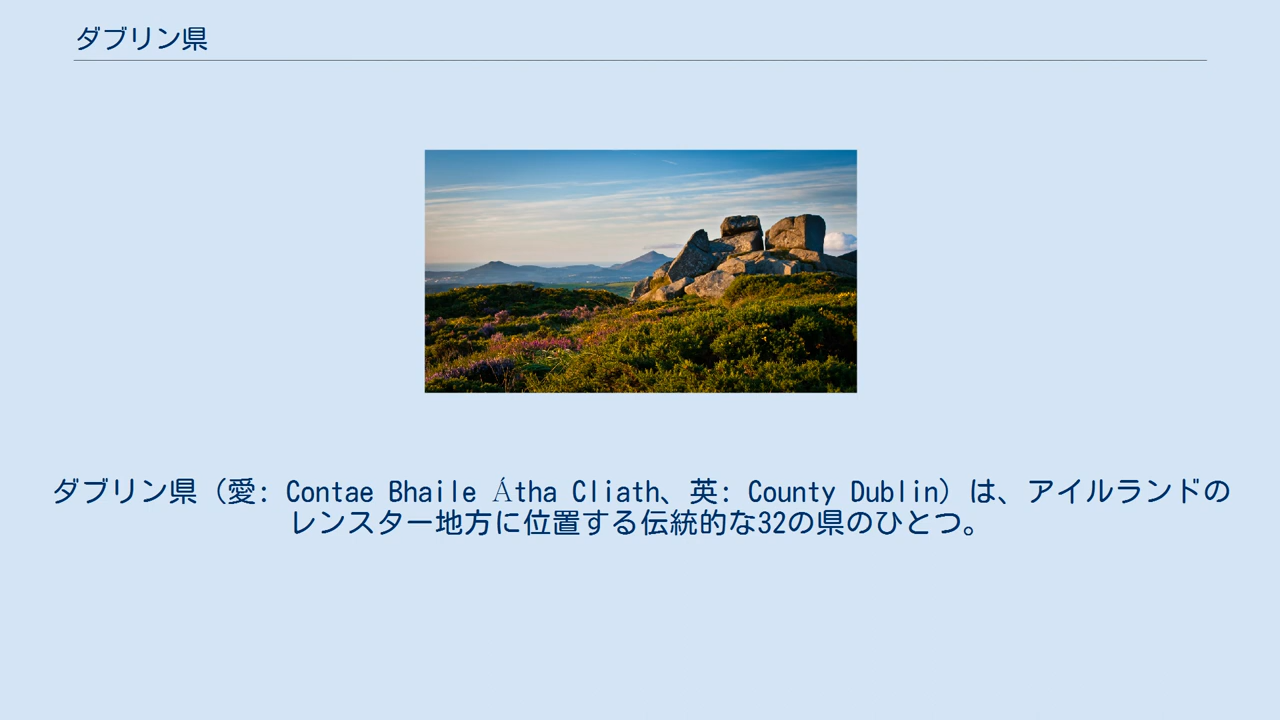 ダブリン県
ダブリン県（愛: Contae Bhaile Átha Cliath、英: County Dublin）は、アイルランドの
レンスター地方に位置する伝統的な32の県のひとつ。